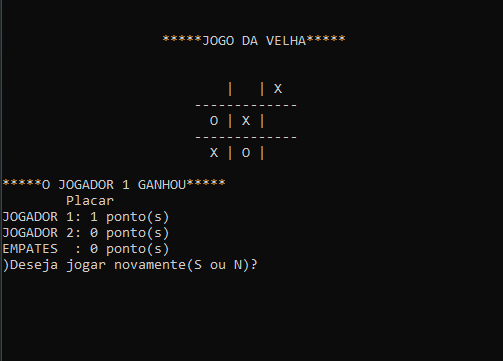 *****JOGO DA VELHA*****
|   | X
-------------
O | X |
-------------
X | O |
*****O JOGADOR 1 GANHOU*****
Placar
JOGADOR 1: 1 ponto(s)
JOGADOR 2: 0 ponto(s)
EMPATES  : 0 ponto(s)
)Deseja jogar novamente(S ou N)?